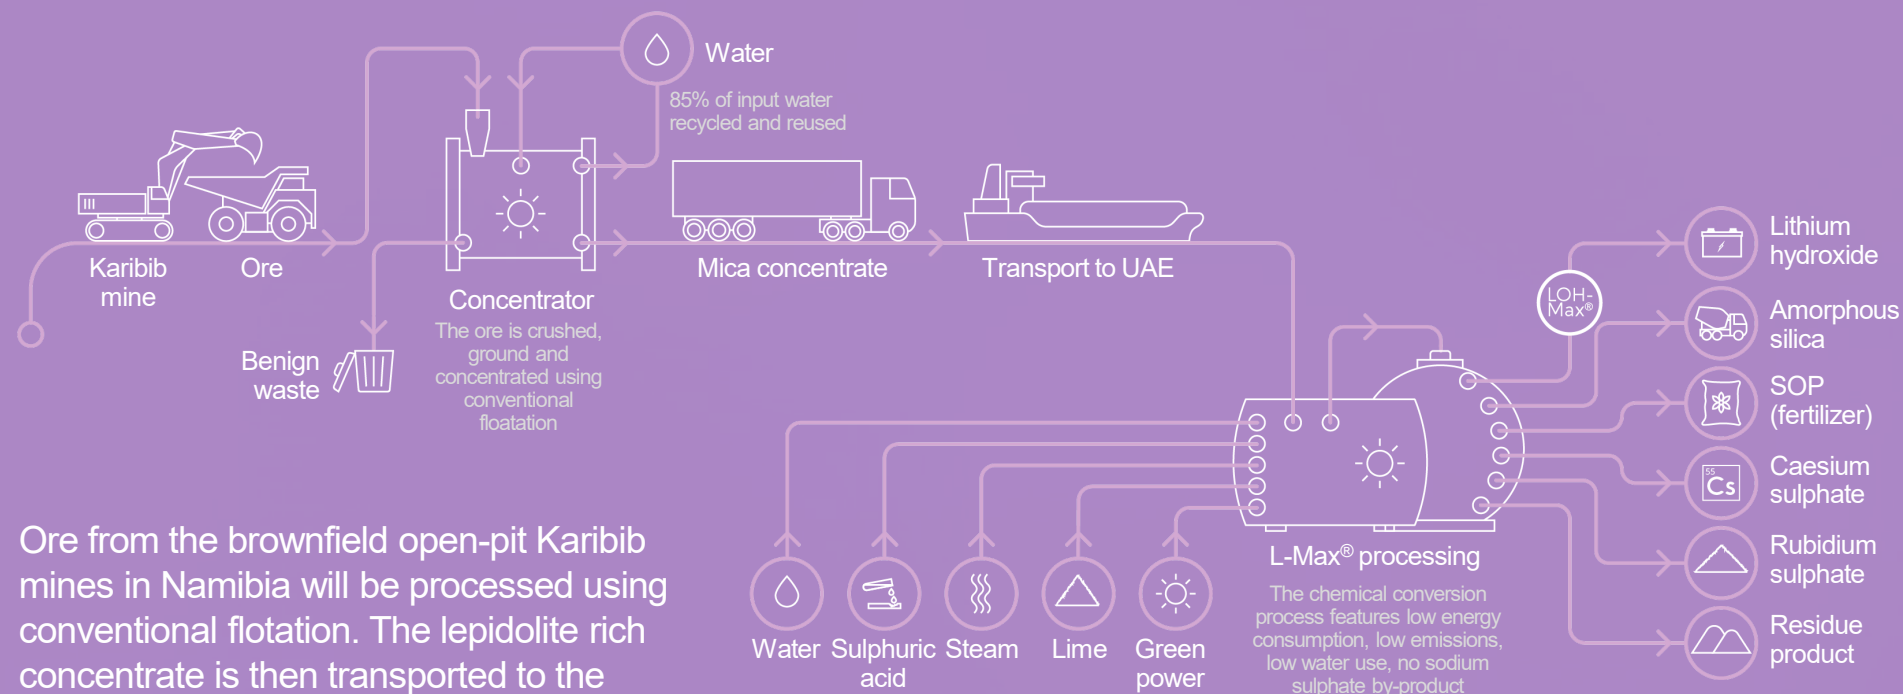 Water
85% of input water
recycled and reused
Karibib
mine
Ore
Benign
waste
Concentrator
The ore is crushed,
ground and
concentrated using
conventional
floatation
Mica concentrate
Transport to UAE
Water
Sulphuric
acid
Steam
Lime
Green
power
L-Max® processing
The chemical conversion
process features low energy
consumption, low emissions,
low water use, no sodium
sulphate by-product
LOH-
Max®
Lithium
hydroxide
Amorphous
silica
SOP
(fertilizer)
55
Cs
Caesium
sulphate
Rubidium
sulphate
Residue
product
Ore from the brownfield open-pit Karibib
mines in Namibia will be processed using
conventional flotation. The lepidolite rich
concentrate is then transported to the